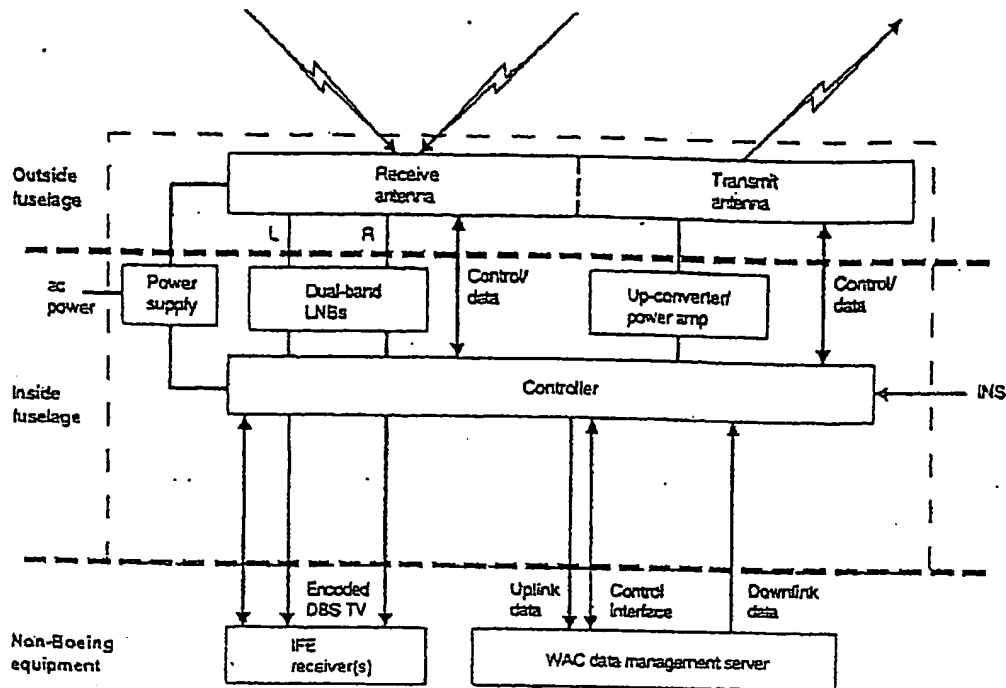 Receive
antenna
Transmit
antenna
Outside
fuselage
L
R
ac
power
Power
supply
Dual-band
LNBs
Control/
data
Up-converter/
power amp
Control/
data
Inside
fuselage
Controller
INS
Encoded
DBS TV
Uplink
data
Control
interface
Downlink
data
Non-Boeing
equipment
IFE
receiver(s)
WAC data management server